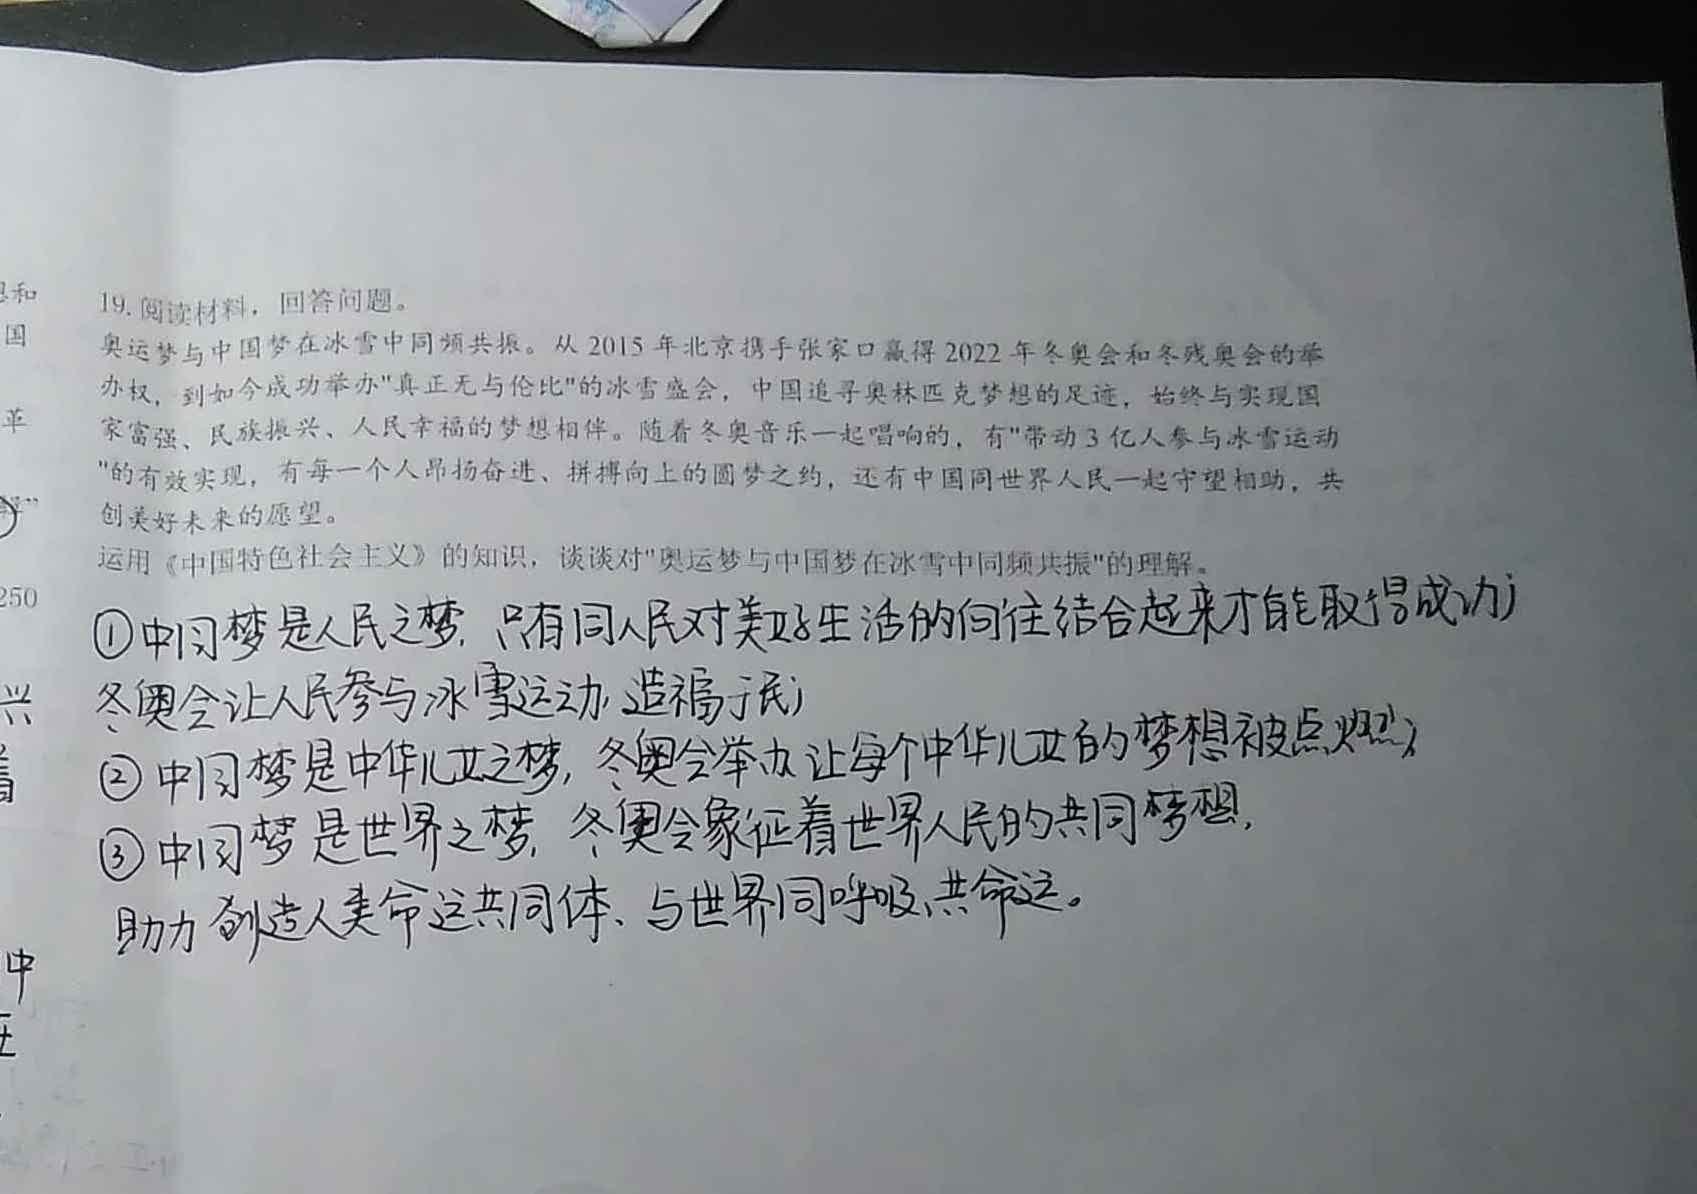 和
国
革
250
兴
着
中
在
19. 阅读材料，回答问题。
奥运梦与中国梦在冰雪中同频共振。从 2015 年北京携手张家口赢得 2022 年冬奥会和冬残奥会的举
办权，到如今成功举办"真正无与伦比"的冰雪盛会，中国追寻奥林匹克梦想的足迹，始终与实现国
家富强、民族振兴、人民幸福的梦想相伴。随着冬奥音乐一起唱响的，有"带动 3 亿人参与冰雪运动
"的有效实现，有每一个人昂扬奋进、拼搏向上的圆梦之约，还有中国同世界人民一起守望相助，共
创美好未来的愿望。
运用《中国特色社会主义》的知识，谈谈对"奥运梦与中国梦在冰雪中同频共振"的理解。
①中国梦是人民之梦，只有同人民对美好生活的向往结合起来才能取得成功；
冬奥会让人民参与冰雪运动，造福于民；
②中国梦是中华儿女之梦，冬奥会举办让每个中华儿女的梦想被点燃；
③中国梦是世界之梦，冬奥会象征着世界人民的共同梦想，
助力创造人类命运共同体、与世界同呼吸、共命运。